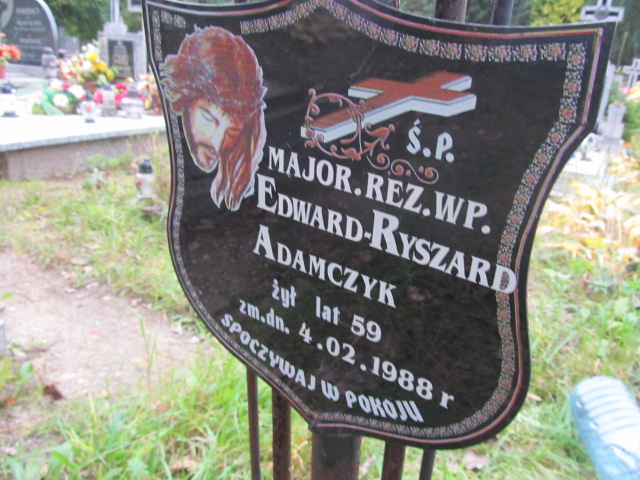 Ś.P.
MAJOR.REZ.WP.
EDWARD-RYSZARD
ADAMCZYK
żył lat 59
zm.dn. 4.02.1988 r
SPOCZYWAJ W POKOJU